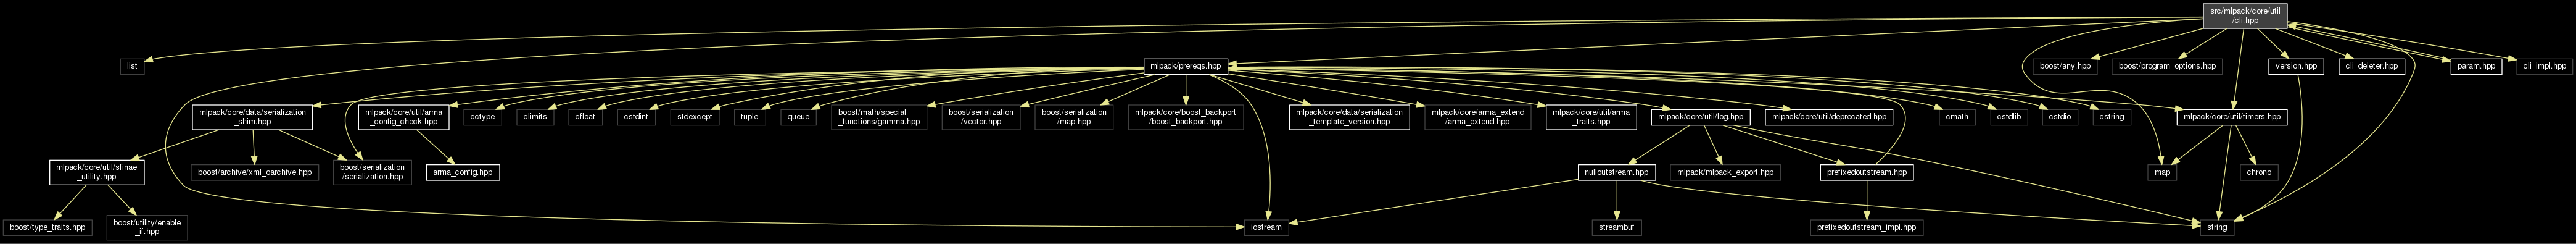 src/mlpack/core/util
/cli.hpp
list
mlpack/prereqs.hpp
boost/any.hpp
boost/program_options.hpp
version.hpp
cli_deleter.hpp
param.hpp
cli_impl.hpp
mlpack/core/data/serialization
_shim.hpp
mlpack/core/util/arma
_config_check.hpp
cctype
climits
cfloat
cstdint
stdexcept
tuple
queue
boost/math/special
_functions/gamma.hpp
boost/serialization
/vector.hpp
boost/serialization
/map.hpp
mlpack/core/boost_backport
/boost_backport.hpp
mlpack/core/data/serialization
_template_version.hpp
mlpack/core/arma_extend
/arma_extend.hpp
mlpack/core/util/arma
_traits.hpp
mlpack/core/util/log.hpp
mlpack/core/util/deprecated.hpp
cmath
cstdlib
cstdio
cstring
mlpack/core/util/timers.hpp
mlpack/core/util/sfinae
_utility.hpp
boost/archive/xml_oarchive.hpp
boost/serialization
/serialization.hpp
arma_config.hpp
nulloutstream.hpp
mlpack/mlpack_export.hpp
prefixedoutstream.hpp
map
chrono
boost/type_traits.hpp
boost/utility/enable
_if.hpp
iostream
streambuf
prefixedoutstream_impl.hpp
string